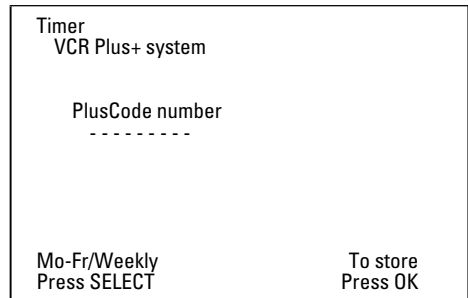 Timer
VCR Plus+ system
PlusCode number
- - - - - - - - -
Mo-Fr/Weekly To store
Press SELECT Press OK